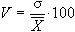 V = σ / X̄ · 100